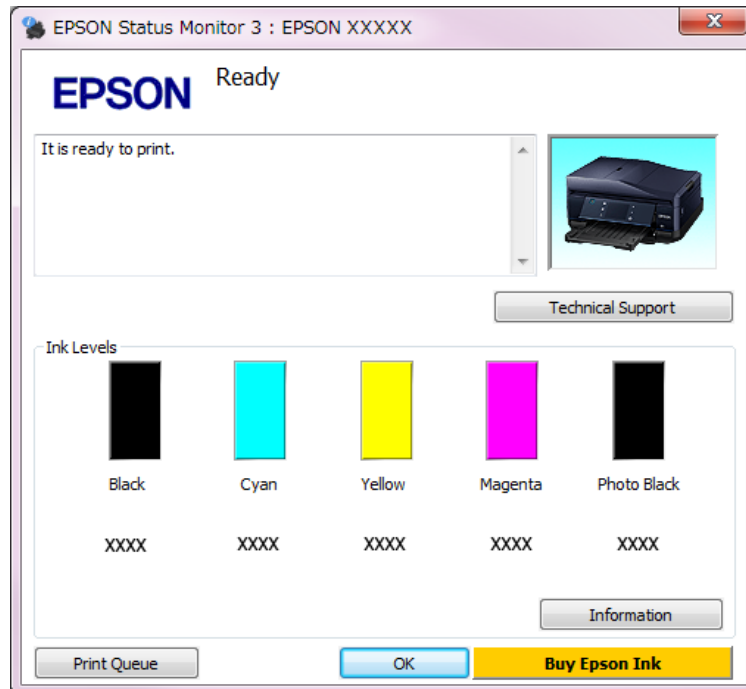 EPSON Status Monitor 3 : EPSON XXXXX
EPSON
Ready
It is ready to print.
Technical Support
Ink Levels
Black Cyan Yellow Magenta Photo Black
XXXX XXXX XXXX XXXX XXXX
Information
Print Queue OK Buy Epson Ink